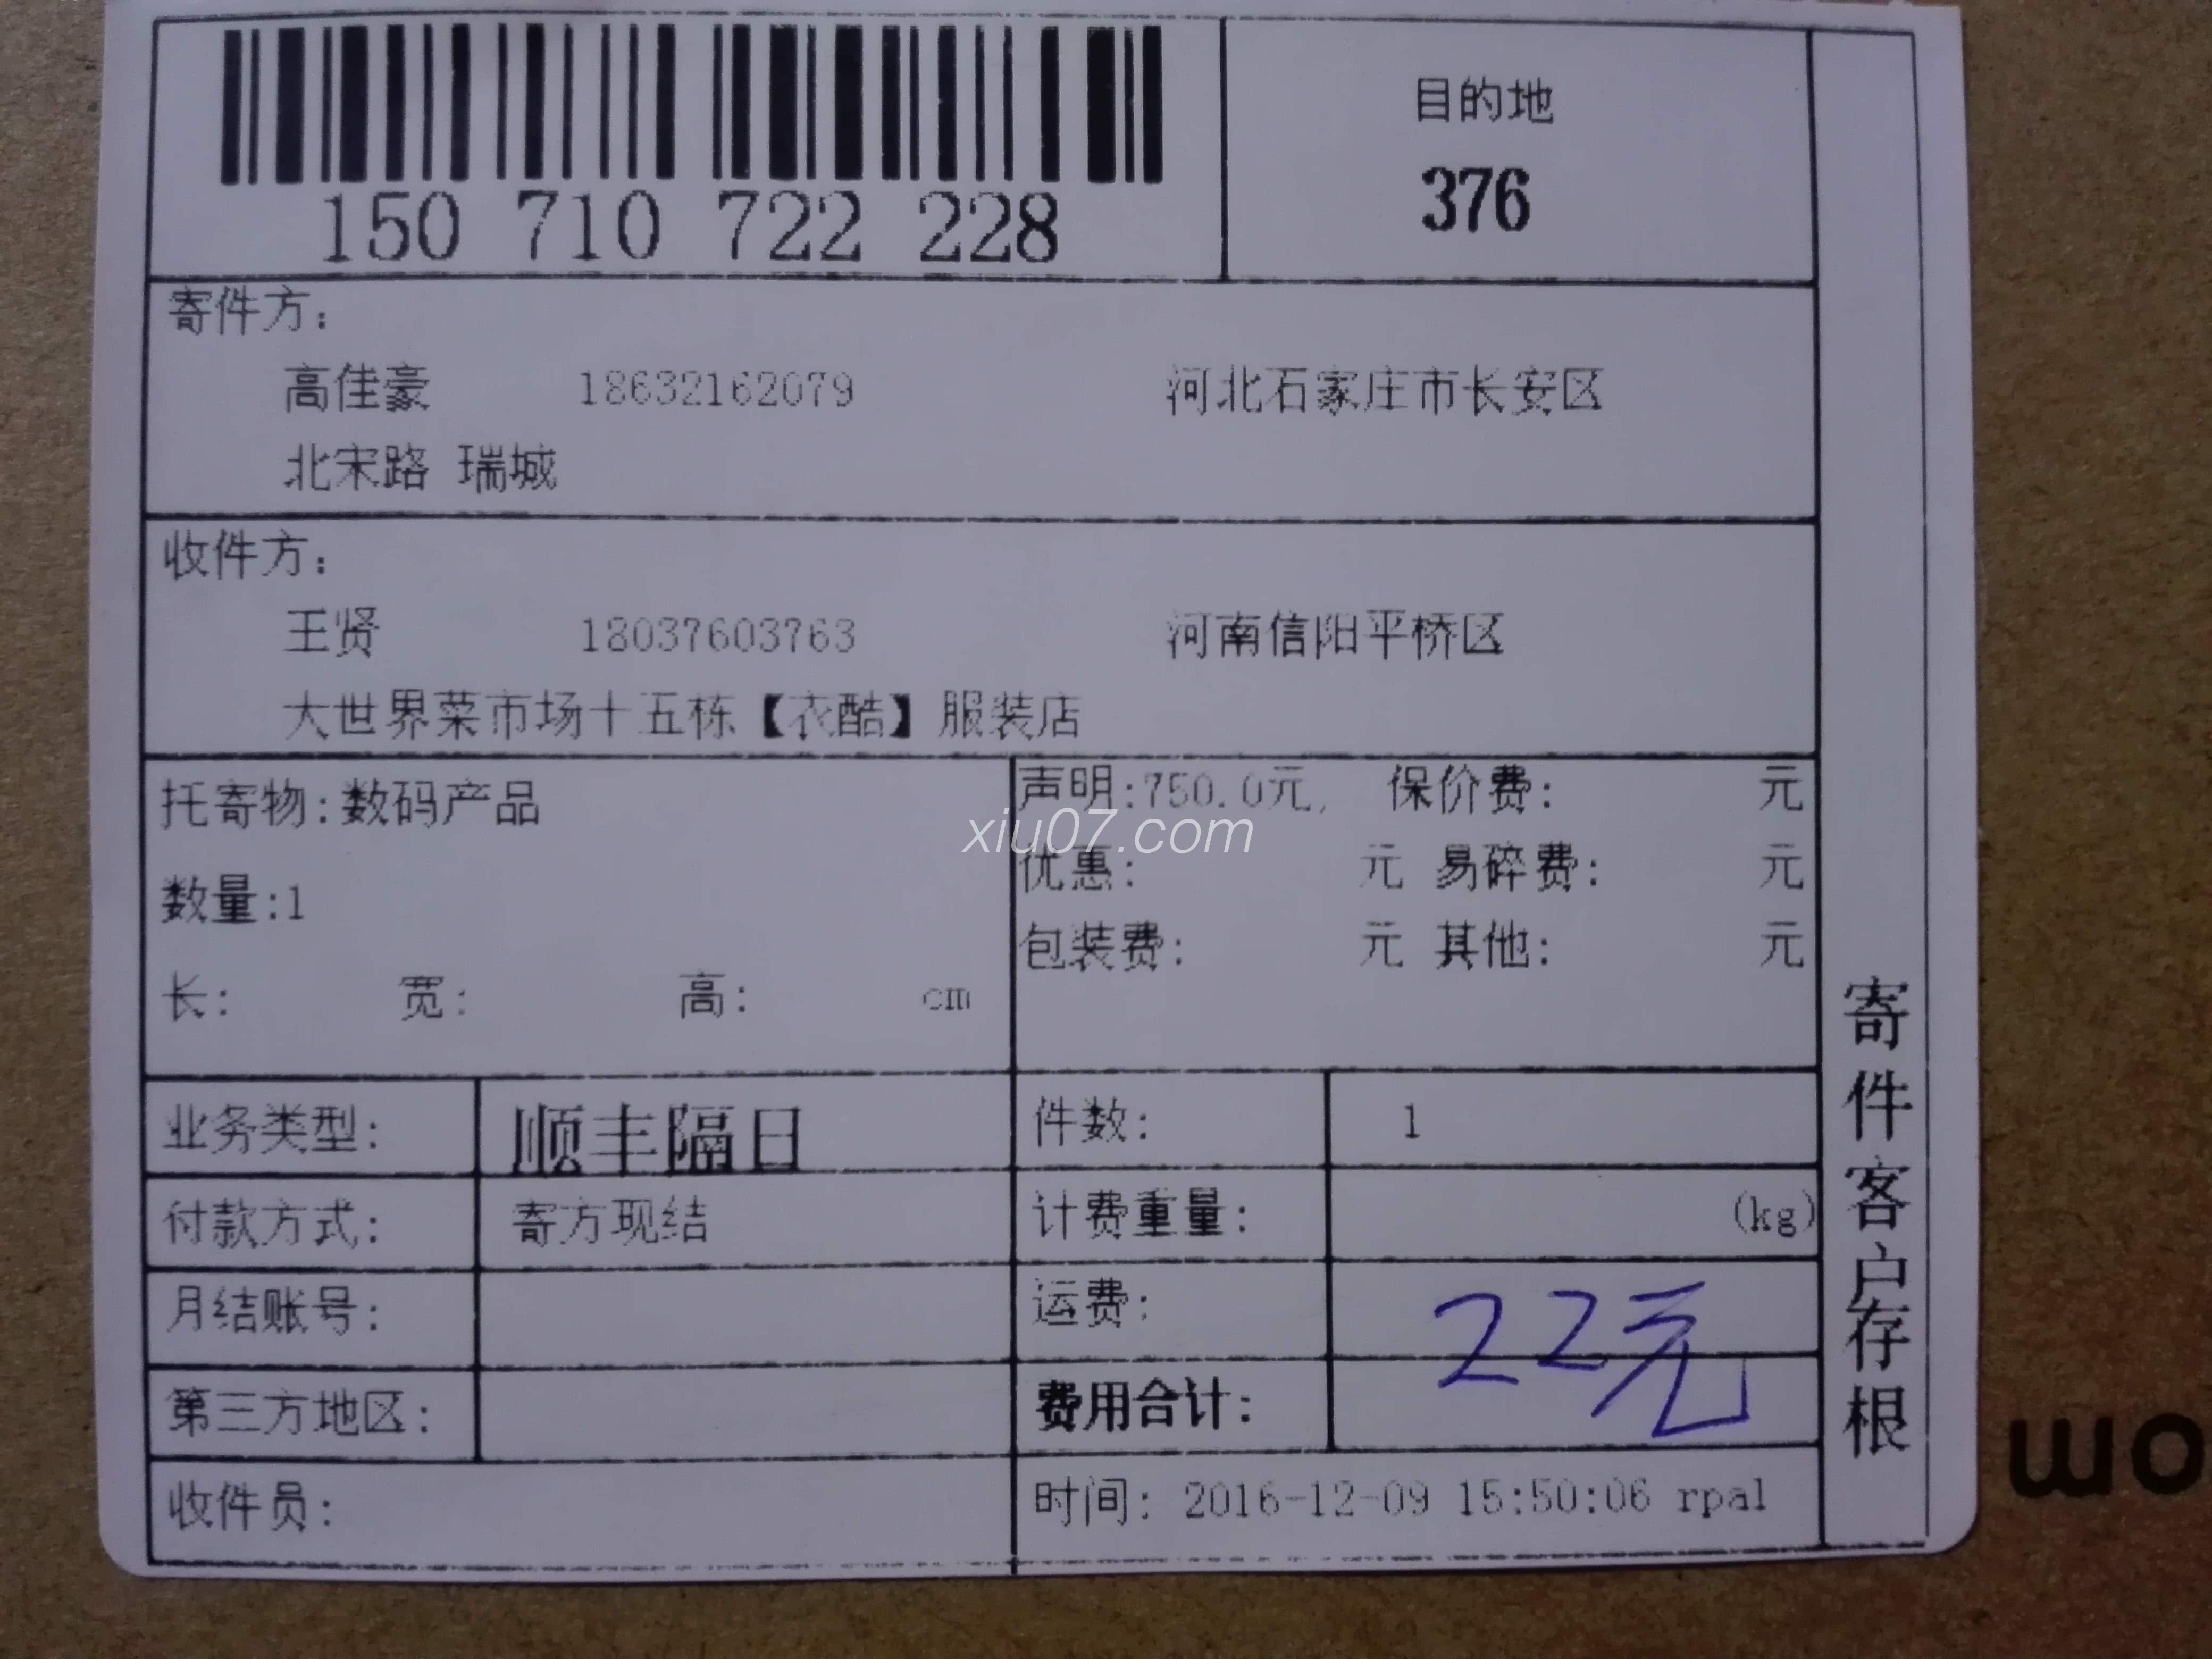 目的地
376
150 710 722 228
寄件方：
高佳豪 18632162079 河北石家庄市长安区
北宋路 瑞城
收件方：
王贤 18037603763 河南信阳平桥区
大世界菜市场十五栋【衣酷】服装店
托寄物:数码产品
数量:1
长: 宽: 高: cm
声明:750.0元, 保价费: 元
优惠: 元 易碎费: 元
包装费: 元 其他: 元
xiu07.com
业务类型: 顺丰隔日 件数: 1
付款方式: 寄方现结 计费重量: (kg)
月结账号: 运费: 22元
第三方地区: 费用合计:
收件员: 时间: 2016-12-09 15:50:06 rpal
寄件客户存根
om